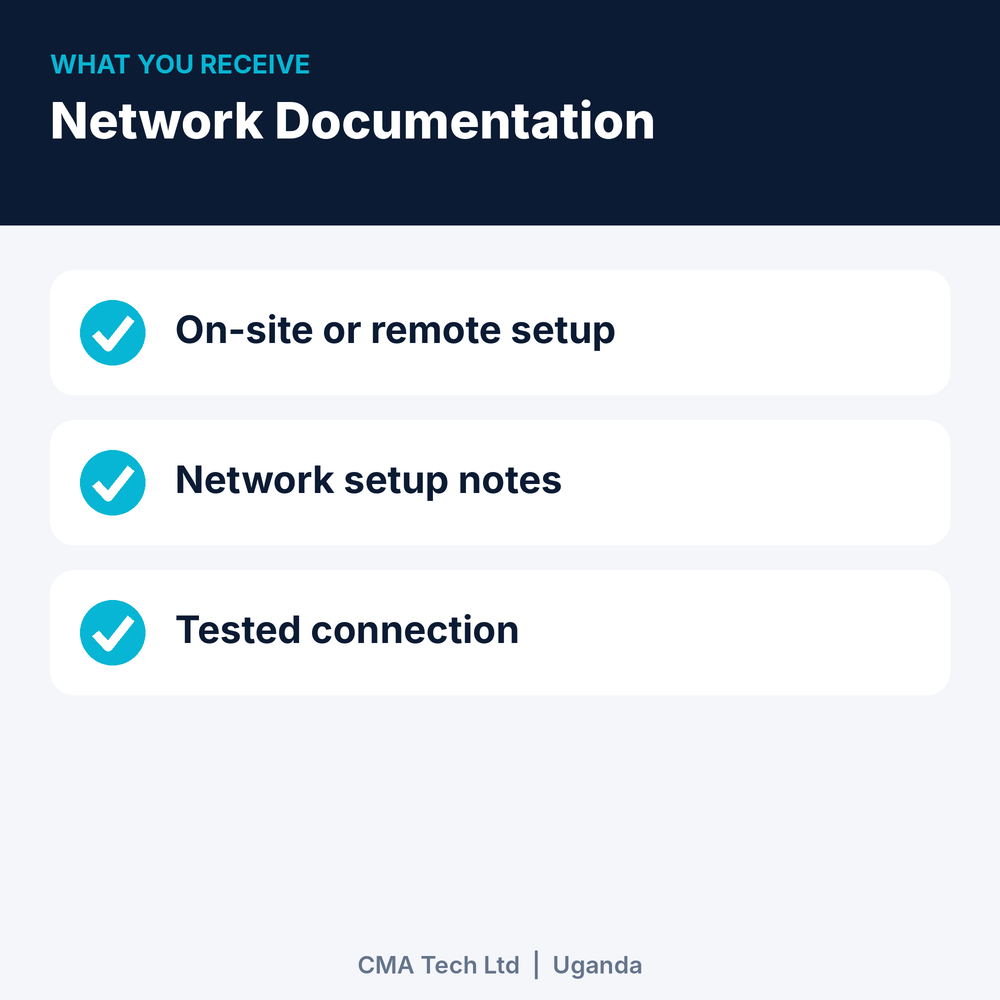 WHAT YOU RECEIVE
Network Documentation
On-site or remote setup
Network setup notes
Tested connection
CMA Tech Ltd | Uganda